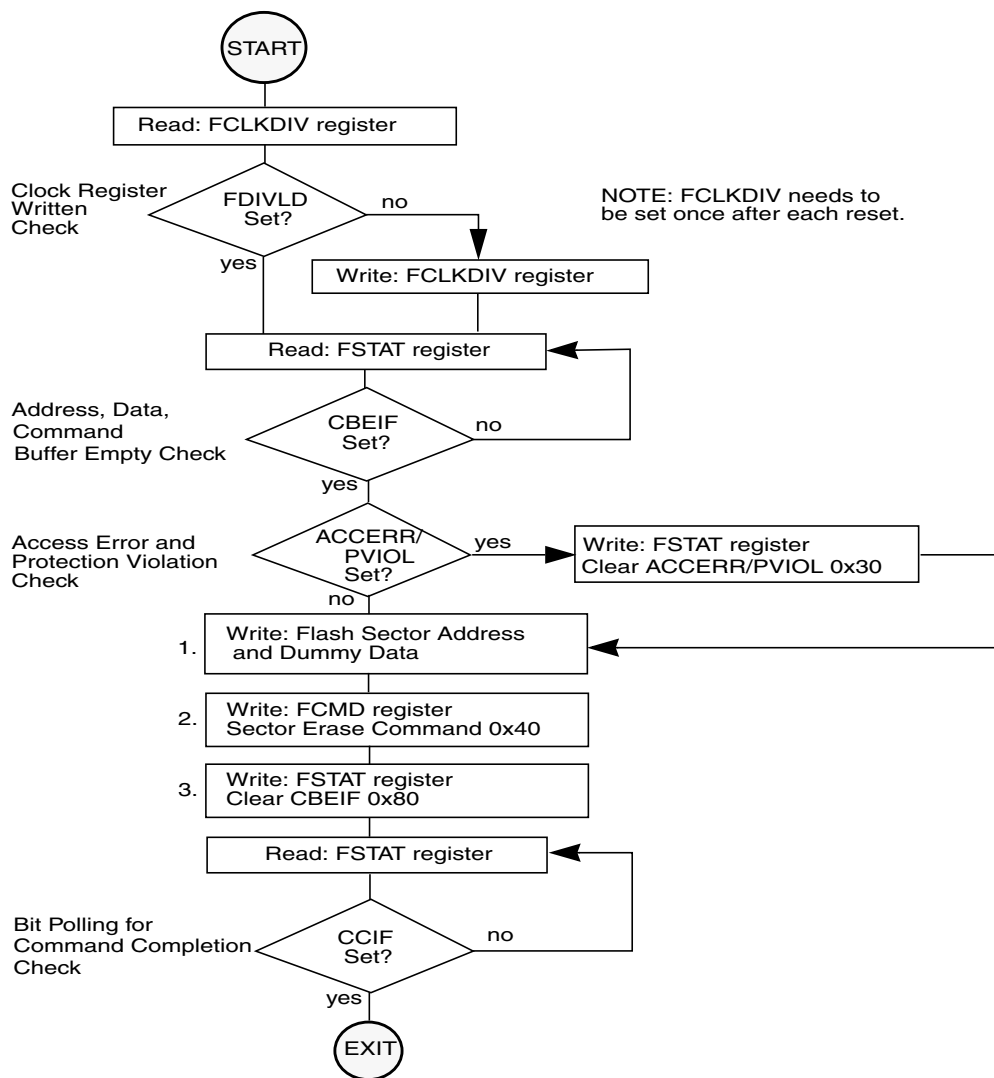 START
Read: FCLKDIV register
Clock Register
Written
Check
FDIVLD
Set?
no
yes
NOTE: FCLKDIV needs to
be set once after each reset.
Write: FCLKDIV register
Read: FSTAT register
Address, Data,
Command
Buffer Empty Check
CBEIF
Set?
no
yes
Access Error and
Protection Violation
Check
ACCERR/
PVIOL
Set?
yes
no
Write: FSTAT register
Clear ACCERR/PVIOL 0x30
1.
Write: Flash Sector Address
and Dummy Data
2.
Write: FCMD register
Sector Erase Command 0x40
3.
Write: FSTAT register
Clear CBEIF 0x80
Read: FSTAT register
Bit Polling for
Command Completion
Check
CCIF
Set?
no
yes
EXIT